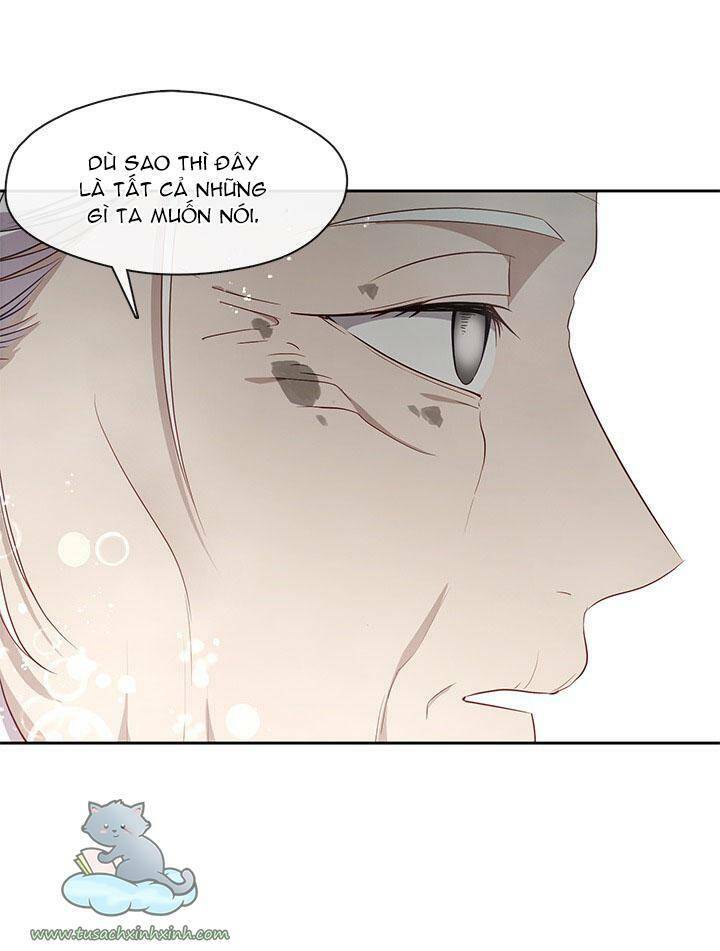 DÙ SAO THÌ ĐÂY
LÀ TẤT CẢ NHỮNG
GÌ TA MUỐN NÓI.
www.tusachxinhxinh.com